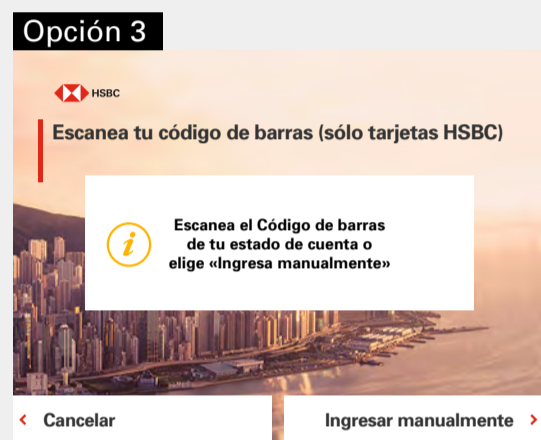 Opción 3
HSBC
Escanea tu código de barras (sólo tarjetas HSBC)
i
Escanea el Código de barras
de tu estado de cuenta o
elige «Ingresa manualmente»
‹ Cancelar
Ingresar manualmente ›